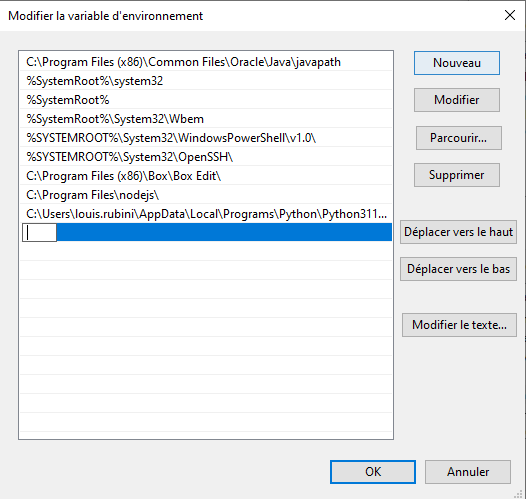 Modifier la variable d'environnement
C:\Program Files (x86)\Common Files\Oracle\Java\javapath
%SystemRoot%\system32
%SystemRoot%
%SystemRoot%\System32\Wbem
%SYSTEMROOT%\System32\WindowsPowerShell\v1.0\
%SYSTEMROOT%\System32\OpenSSH\
C:\Program Files (x86)\Box\Box Edit\
C:\Program Files\nodejs\
C:\Users\louis.rubini\AppData\Local\Programs\Python\Python311...
Nouveau
Modifier
Parcourir...
Supprimer
Déplacer vers le haut
Déplacer vers le bas
Modifier le texte...
OK
Annuler